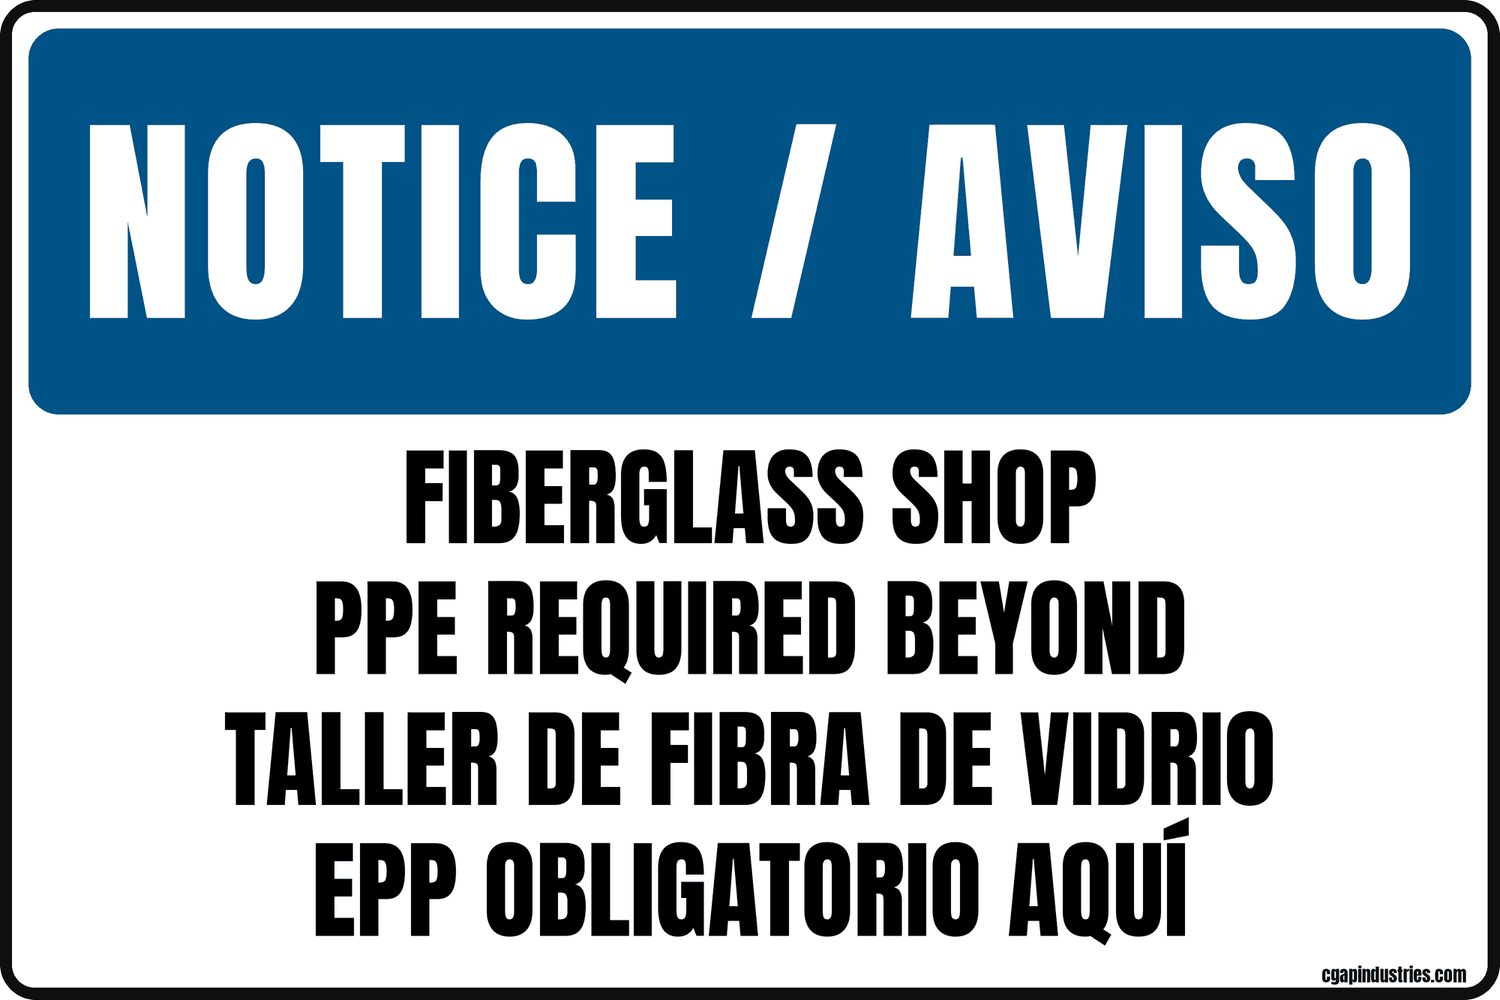 NOTICE / AVISO
FIBERGLASS SHOP
PPE REQUIRED BEYOND
TALLER DE FIBRA DE VIDRIO
EPP OBLIGATORIO AQUÍ
cgapindustries.com